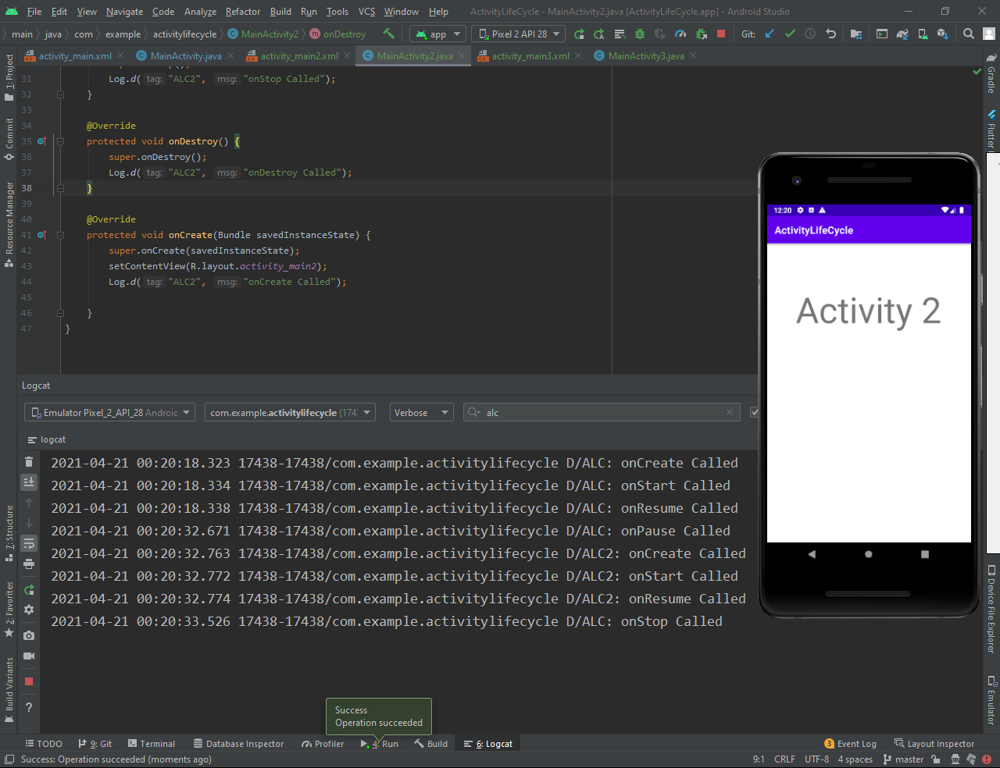 File Edit View Navigate Code Analyze Refactor Build Run Tools VCS Window Help ActivityLifeCycle - MainActivity2.java [ActivityLifeCycle.app] - Android Studio
main java com example activitylifecycle MainActivity2 onDestroy app Pixel 2 API 28 Git:
activity_main.xml MainActivity.java activity_main2.xml MainActivity2.java activity_main3.xml MainActivity3.java
31 Log.d( tag: "ALC2", msg: "onStop Called");
32 }
33
34 @Override
35 protected void onDestroy() {
36 super.onDestroy();
37 Log.d( tag: "ALC2", msg: "onDestroy Called");
38 }
39
40 @Override
41 protected void onCreate(Bundle savedInstanceState) {
42 super.onCreate(savedInstanceState);
43 setContentView(R.layout.activity_main2);
44 Log.d( tag: "ALC2", msg: "onCreate Called");
45
46 }
47 }
Logcat
Emulator Pixel_2_API_28 Android com.example.activitylifecycle (1743 Verbose alc
logcat
2021-04-21 00:20:18.323 17438-17438/com.example.activitylifecycle D/ALC: onCreate Called
2021-04-21 00:20:18.334 17438-17438/com.example.activitylifecycle D/ALC: onStart Called
2021-04-21 00:20:18.338 17438-17438/com.example.activitylifecycle D/ALC: onResume Called
2021-04-21 00:20:32.671 17438-17438/com.example.activitylifecycle D/ALC: onPause Called
2021-04-21 00:20:32.763 17438-17438/com.example.activitylifecycle D/ALC2: onCreate Called
2021-04-21 00:20:32.772 17438-17438/com.example.activitylifecycle D/ALC2: onStart Called
2021-04-21 00:20:32.774 17438-17438/com.example.activitylifecycle D/ALC2: onResume Called
2021-04-21 00:20:33.526 17438-17438/com.example.activitylifecycle D/ALC: onStop Called
12:20
ActivityLifeCycle
Activity 2
1: Project
Commit
Resource Manager
7: Structure
2: Favorites
Build Variants
Gradle
Flutter
Device File Explorer
Emulator
Success
Operation succeeded
TODO 9: Git Terminal Database Inspector Profiler 4: Run Build 6: Logcat 3 Event Log Layout Inspector
Success: Operation succeeded (moments ago) 9:1 CRLF UTF-8 4 spaces master